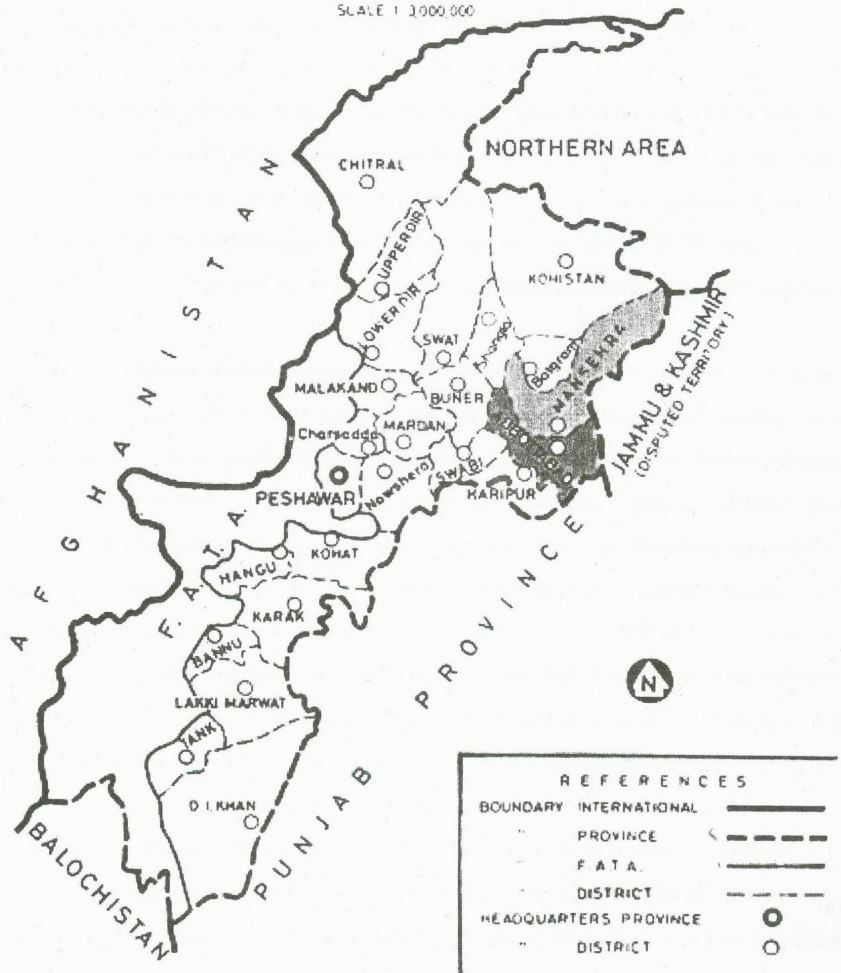 SCALE 1 3,000,000
NORTHERN AREA
CHITRAL
AFGHANISTAN
UPPER DIR
KOHISTAN
LOWER DIR
SWAT
Shangla
Batgram
MANSEHRA
JAMMU & KASHMIR
(DISPUTED TERRITORY)
MALAKAND
BUNER
MARDAN
Charsadda
SWABI
Nowshera
PESHAWAR
KARIPUR
F.A.T.A.
KOHAT
HANGU
KARAK
BANNU
LAKKI MARWAT
TANK
D.I.KHAN
PUNJAB PROVINCE
BALOCHISTAN
N
REFERENCES
BOUNDARY INTERNATIONAL
" PROVINCE
F.A.T.A.
" DISTRICT
HEADQUARTERS PROVINCE
" DISTRICT